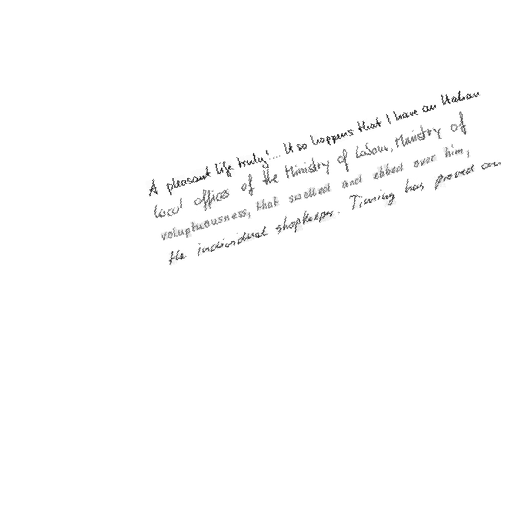 A pleasant life, truly!... It so happens that I have an Italian
local offices of the Ministry of Labour, Ministry of
voluptuousness, that swelled and ebbed over him,
the individual shopkeeper. Timing has proved an